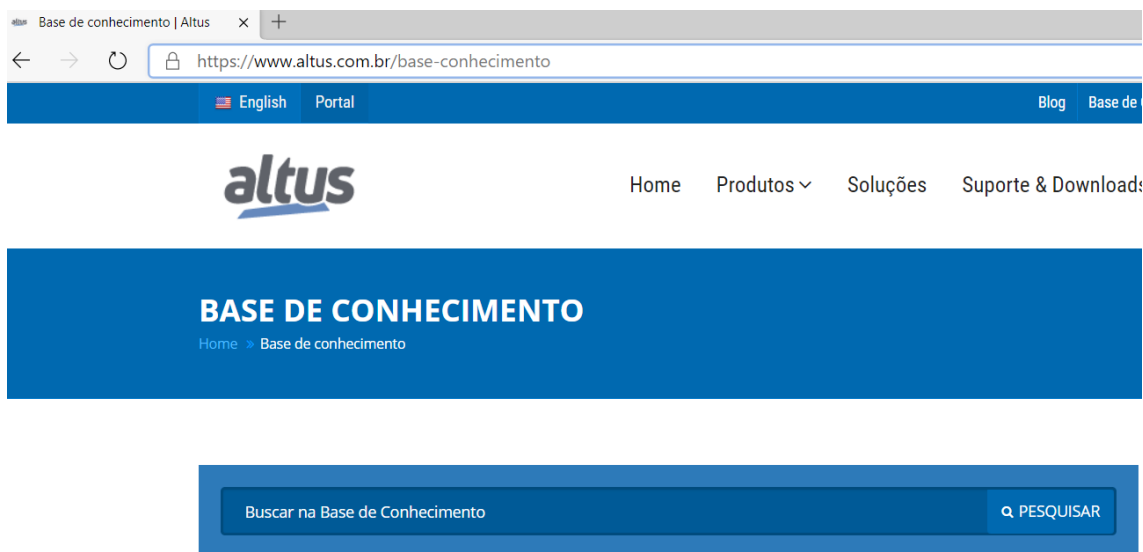 Base de conhecimento | Altus
https://www.altus.com.br/base-conhecimento
English Portal Blog Base de
altus
Home Produtos Soluções Suporte & Downloads
BASE DE CONHECIMENTO
Home » Base de conhecimento
Buscar na Base de Conhecimento PESQUISAR